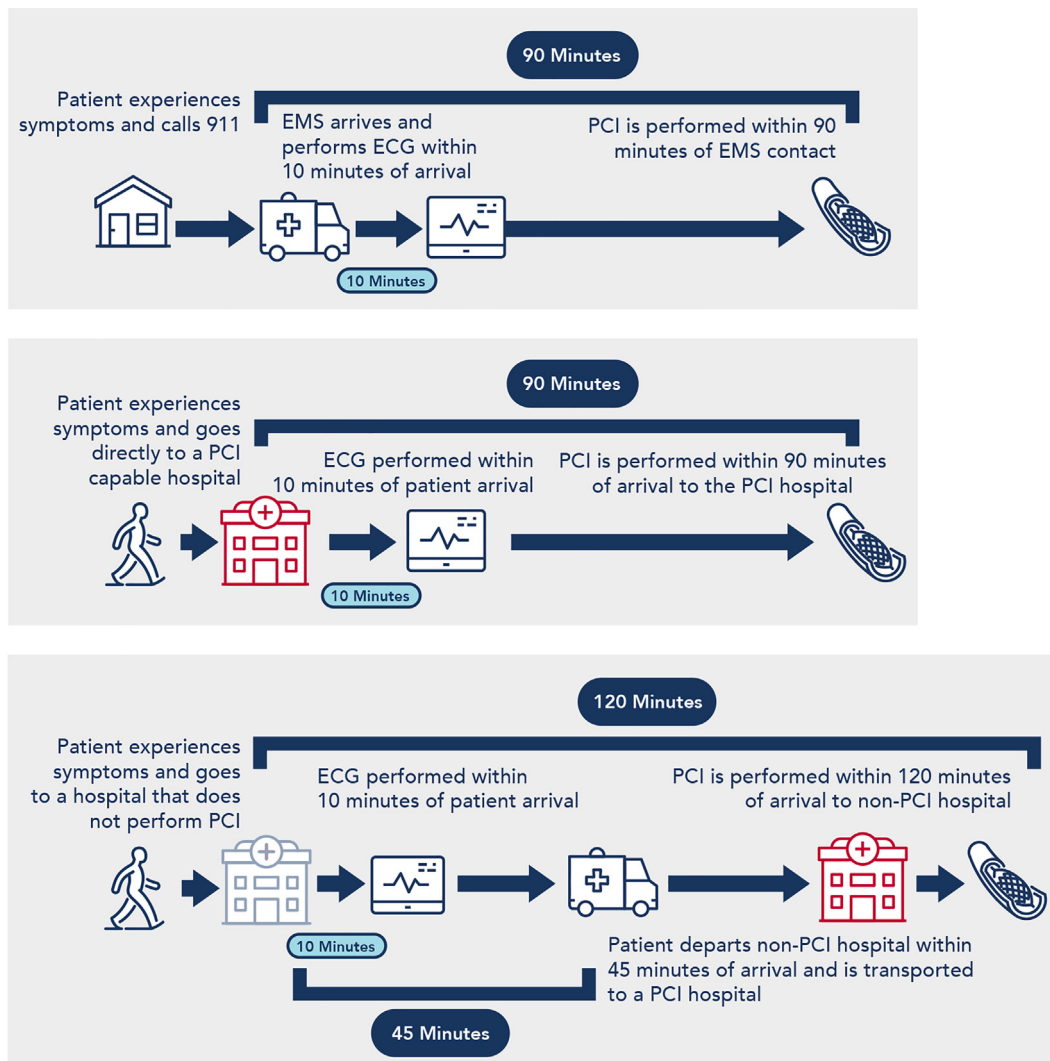 90 Minutes
Patient experiences
symptoms and calls 911
EMS arrives and
performs ECG within
10 minutes of arrival
PCI is performed within 90
minutes of EMS contact
10 Minutes
90 Minutes
Patient experiences
symptoms and goes
directly to a PCI
capable hospital
ECG performed within
10 minutes of patient arrival
PCI is performed within 90 minutes
of arrival to the PCI hospital
10 Minutes
120 Minutes
Patient experiences
symptoms and goes
to a hospital that does
not perform PCI
ECG performed within
10 minutes of patient arrival
PCI is performed within 120 minutes
of arrival to non-PCI hospital
10 Minutes
Patient departs non-PCI hospital within
45 minutes of arrival and is transported
to a PCI hospital
45 Minutes